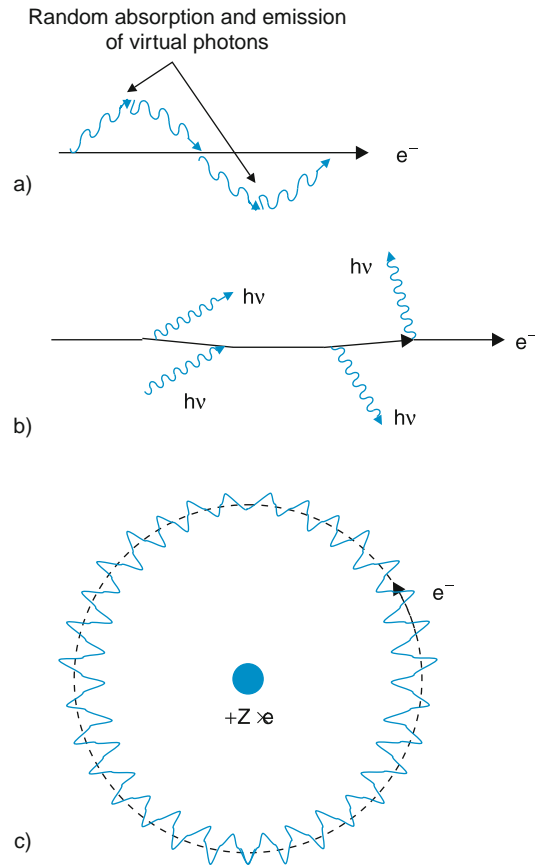 Random absorption and emission
of virtual photons
e⁻
a)
hν
hν
e⁻
hν
hν
b)
e⁻
+Z ×e
c)